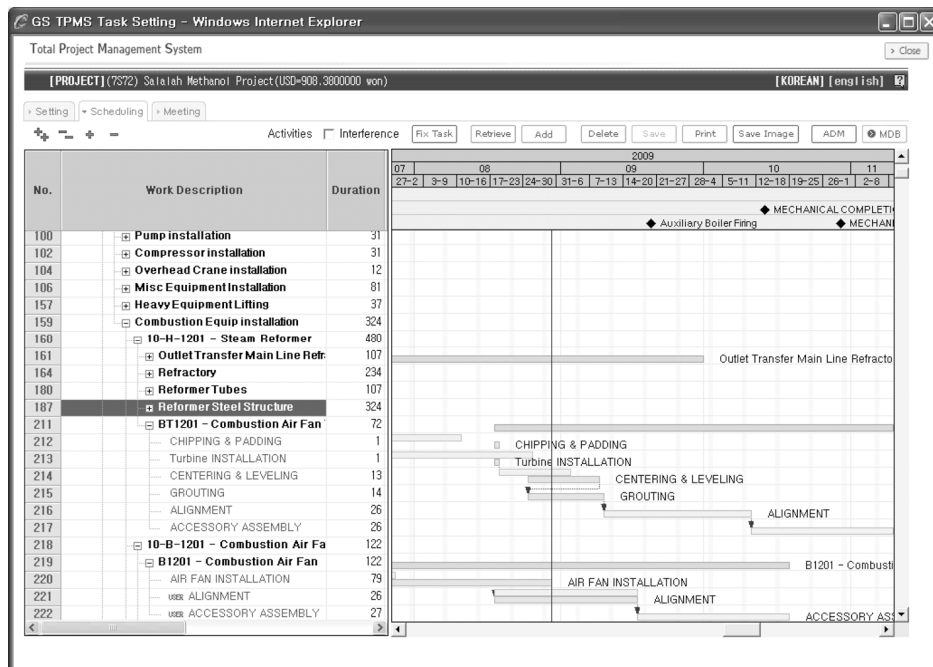 GS TPMS Task Setting - Windows Internet Explorer
Total Project Management System
› Close
[PROJECT](7S72) Salalah Methanol Project(USD=908.3800000 won)
[KOREAN] [english]
Setting Scheduling Meeting
Activities Interference Fix Task Retrieve Add Delete Save Print Save Image ADM MDB
No. Work Description Duration
2009
07 08 09 10 11
27-2 3-9 10-16 17-23 24-30 31-6 7-13 14-20 21-27 28-4 5-11 12-18 19-25 26-1 2-8
MECHANICAL COMPLETI
Auxiliary Boiler Firing MECHANI
100 Pump installation 31
102 Compressor installation 31
104 Overhead Crane installation 12
106 Misc Equipment Installation 81
157 Heavy Equipment Lifting 37
159 Combustion Equip installation 324
160 10-H-1201 - Steam Reformer 480
161 Outlet Transfer Main Line Refr 107 Outlet Transfer Main Line Refracto
164 Refractory 234
180 Reformer Tubes 107
187 Reformer Steel Structure 324
211 BT1201 - Combustion Air Fan 72
212 CHIPPING & PADDING 1 CHIPPING & PADDING
213 Turbine INSTALLATION 1 Turbine INSTALLATION
214 CENTERING & LEVELING 13 CENTERING & LEVELING
215 GROUTING 14 GROUTING
216 ALIGNMENT 26 ALIGNMENT
217 ACCESSORY ASSEMBLY 26
218 10-B-1201 - Combustion Air Fa 122
219 B1201 - Combustion Air Fan 122 B1201 - Combusti
220 AIR FAN INSTALLATION 79 AIR FAN INSTALLATION
221 USER ALIGNMENT 26 ALIGNMENT
222 USER ACCESSORY ASSEMBLY 27 ACCESSORY ASS